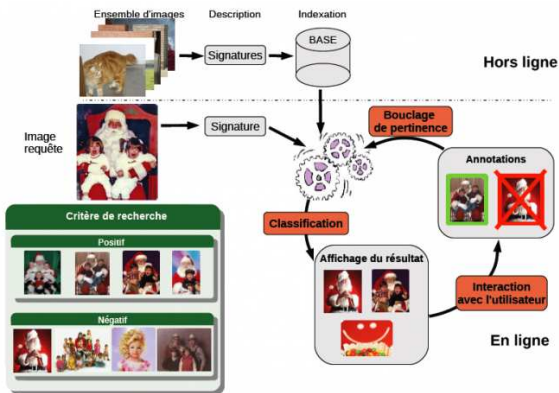 Ensemble d'images
Description
Indexation
Signatures
BASE
Hors ligne
Image
requête
Signature
Bouclage
de pertinence
Annotations
Critère de recherche
Positif
Négatif
Classification
Affichage du résultat
Interaction
avec l'utilisateur
En ligne